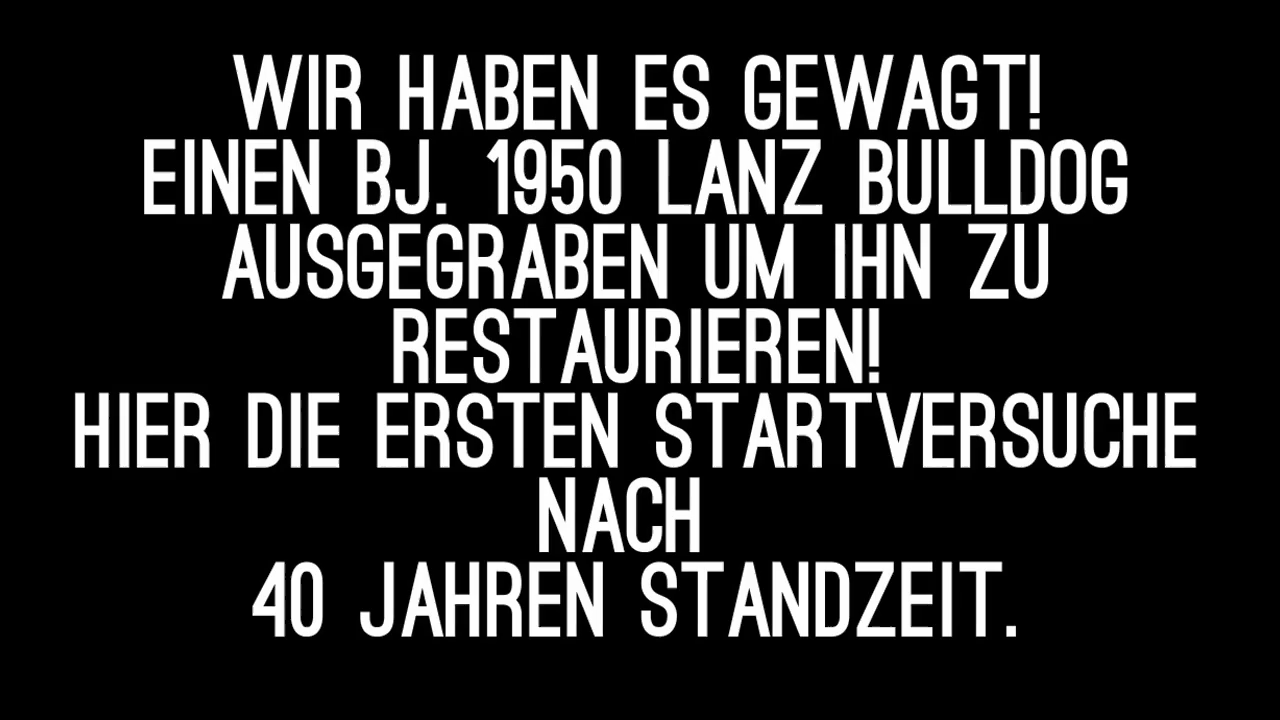 WIR HABEN ES GEWAGT!
EINEN BJ. 1950 LANZ BULLDOG
AUSGEGRABEN UM IHN ZU
RESTAURIEREN!
HIER DIE ERSTEN STARTVERSUCHE
NACH
40 JAHREN STANDZEIT.